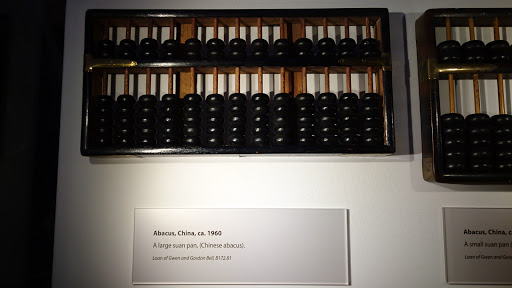 Abacus, China, ca. 1960
A large suan pan, (Chinese abacus).
Loan of Gwen and Gordon Bell, B172.81
Abacus, China, c
A small suan pan
Loan of Gwen and Gor